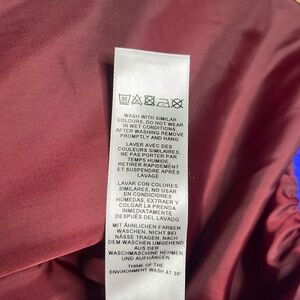 30
WASH WITH SIMILAR
COLOURS, DO NOT WEAR
IN WET CONDITIONS.
AFTER WASHING REMOVE
PROMPTLY AND HANG
LAVER AVEC DES
COULEURS SIMILAIRES,
NE PAS PORTER PAR
TEMPS HUMIDE
RETIRER RAPIDEMENT
ET SUSPENDRE APRÈS
LAVAGE
LAVAR CON COLORES
SIMILARES. NO USAR
EN CONDICIONES
HÚMEDAS, EXTRAER Y
COLGAR LA PRENDA
INMEDIATAMENTE
DESPUÉS DEL LAVADO
MIT ÄHNLICHEN FARBEN
WASCHEN. NICHT BEI
NÄSSE TRAGEN. NACH
DEM WASCHEN UMGEHEND
AUS DER
WASCHMASCHINE NEHMEN
UND AUFHÄNGEN
THINK OF THE
ENVIRONMENT WASH AT 30°